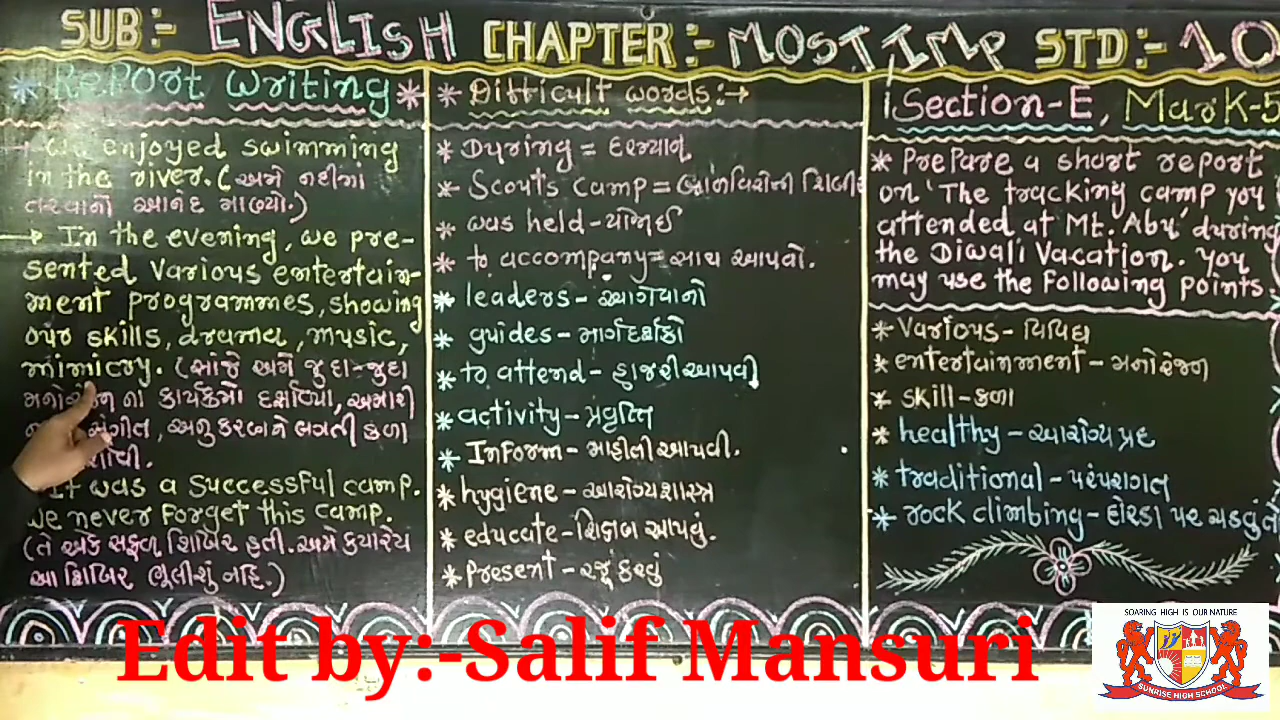 SUB:- ENGLISH CHAPTER:- MOST IMP STD:- 10
* Report Writing *
→ We enjoyed swimming
in the river. (અમે નદીમાં
તરવાનો આનંદ માણ્યો.)
→ In the evening, we pre-
sented various entertain-
ment programmes, showing
our skills, drama, music,
mimicry. (સાંજે અમે જુદા-જુદા
ના કાર્યક્રમો દર્શાવ્યા, અમારી
સંગીત, અનુકરણને લગતી કળા
It was a successful camp.
We never forget this camp.
(તે એક સફળ શિબિર હતી. અમે ક્યારેય
આ શિબિર ભૂલીશું નહિ.)
* Difficult words:→
* During = દરમ્યાન
* Scouts camp = બાળવિરોની શિબીર
* was held - યોજાઈ
* to accompany = સાથ આપવો.
* leaders - આગેવાનો
* guides - માર્ગદર્શકો
* to attend - હાજરી આપવી
* activity - પ્રવૃત્તિ
* Inform - માહીતી આપવી.
* hygiene - આરોગ્યશાસ્ત્ર
* educate - શિક્ષણ આપવું.
* Present - રજૂ કરવું
Section-E, Mark-5
* Prepare a short report
on 'The tracking camp you
attended at Mt. Abu' during
the Diwali Vacation. You
may use the Following points.
* Various - વિવિધ
* entertainment - મનોરંજન
* skill - કળા
* healthy - આરોગ્ય પ્રદ
* traditional - પરંપરાગત
* rock climbing - ખડકો પર ચડવું તે
Edit by:-Salif Mansuri
SOARING HIGH IS OUR NATURE
SUNRISE HIGH SCHOOL